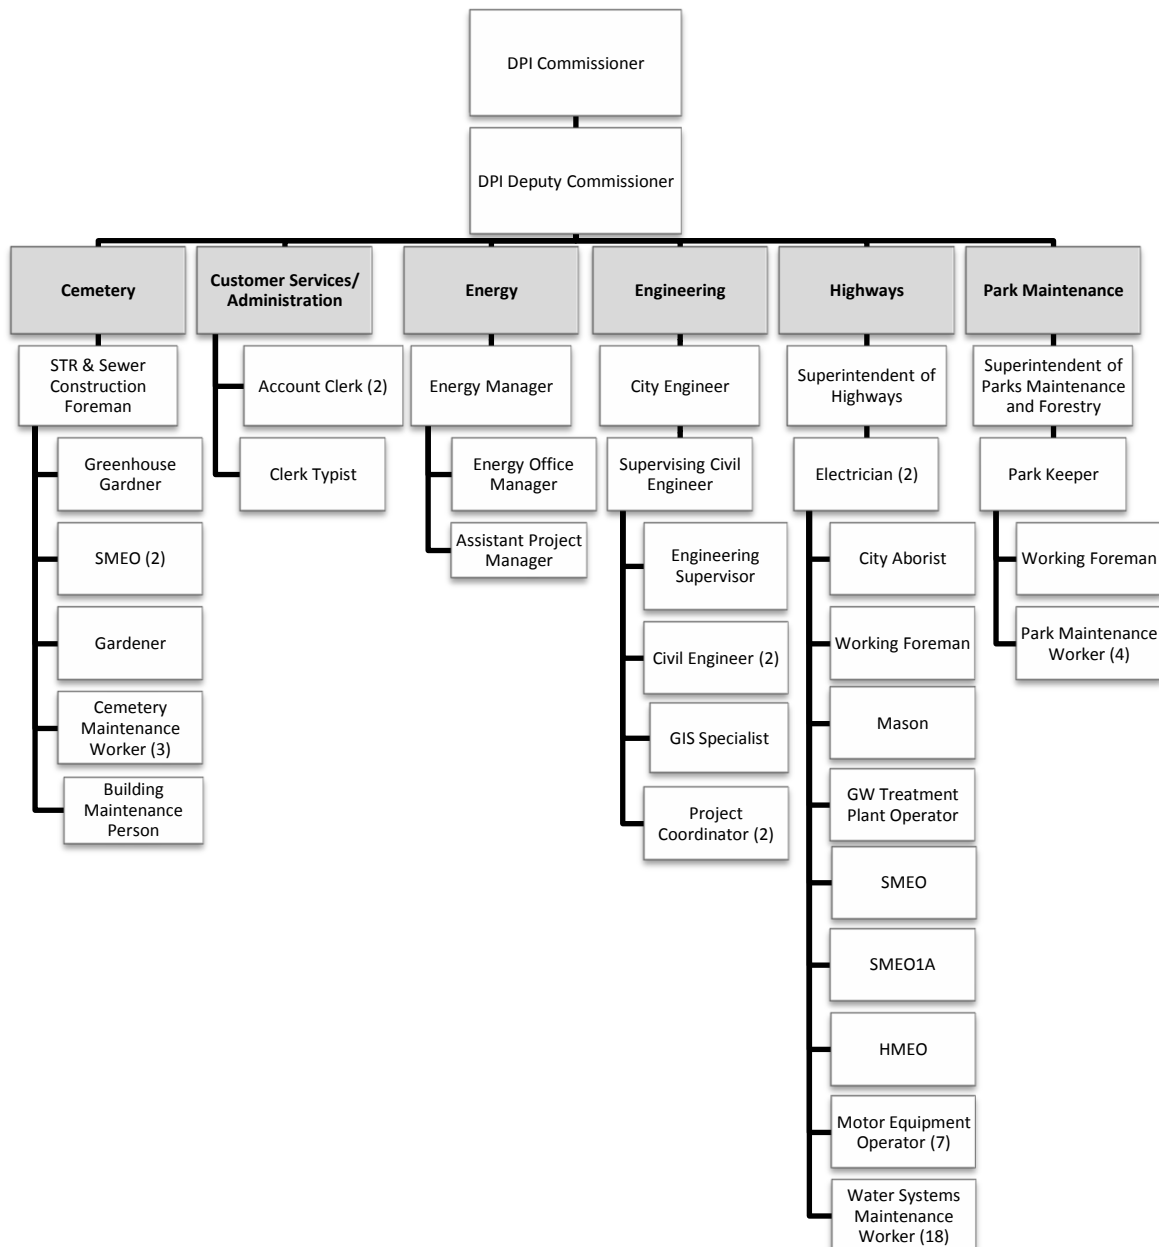 DPI Commissioner
DPI Deputy Commissioner
Cemetery
Customer Services/
Administration
Energy
Engineering
Highways
Park Maintenance
STR & Sewer
Construction
Foreman
Greenhouse
Gardner
SMEO (2)
Gardener
Cemetery
Maintenance
Worker (3)
Building
Maintenance
Person
Account Clerk (2)
Clerk Typist
Energy Manager
Energy Office
Manager
Assistant Project
Manager
City Engineer
Supervising Civil
Engineer
Engineering
Supervisor
Civil Engineer (2)
GIS Specialist
Project
Coordinator (2)
Superintendent of
Highways
Electrician (2)
City Aborist
Working Foreman
Mason
GW Treatment
Plant Operator
SMEO
SMEO1A
HMEO
Motor Equipment
Operator (7)
Water Systems
Maintenance
Worker (18)
Superintendent of
Parks Maintenance
and Forestry
Park Keeper
Working Foreman
Park Maintenance
Worker (4)